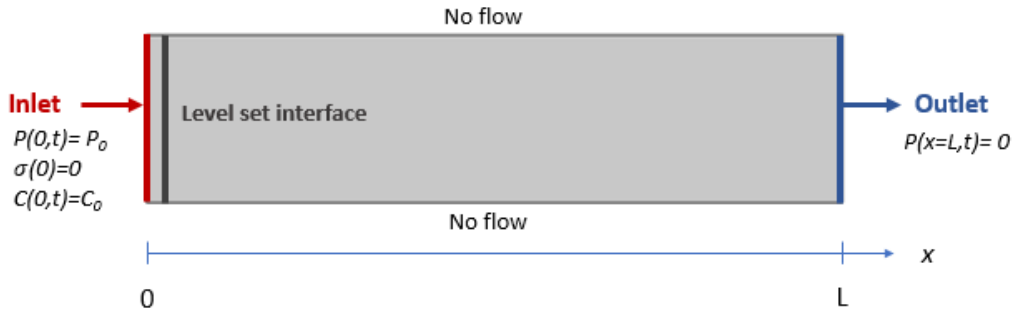 No flow
Inlet
P(0,t)= P₀
σ(0)=0
C(0,t)=C₀
Level set interface
Outlet
P(x=L,t)= 0
No flow
x
0
L